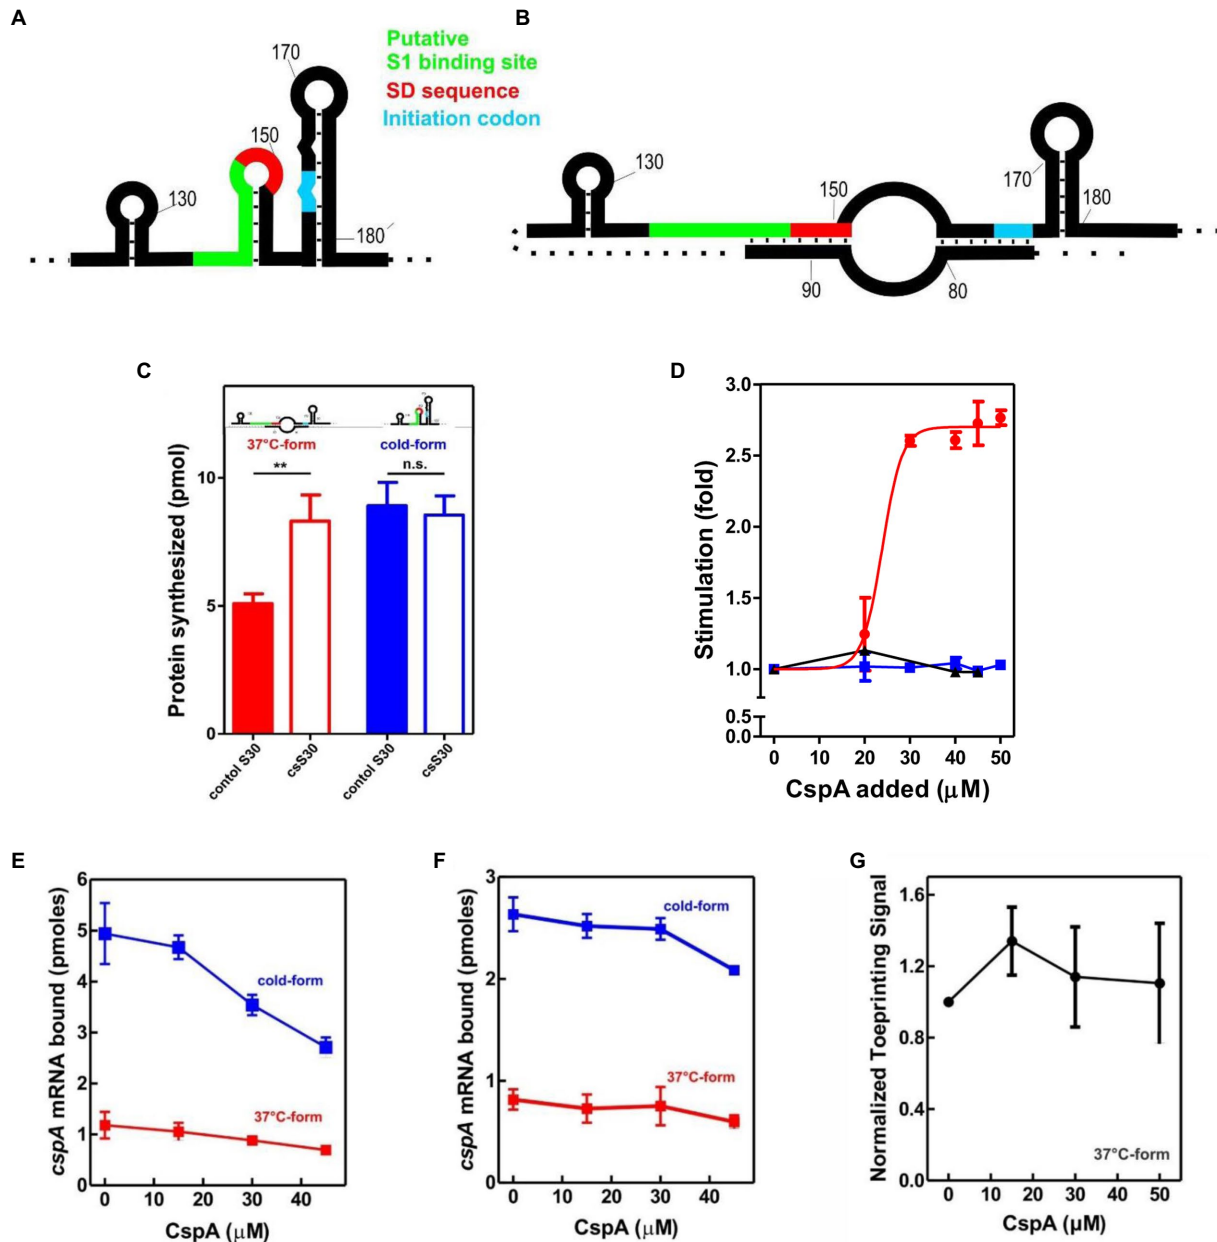 A
170
150
130
180
Putative
S1 binding site
SD sequence
Initiation codon
B
130
150
170
180
90
80
C
Protein synthesized (pmol)
10
5
0
37°C-form
cold-form
**
n.s.
contol S30
csS30
contol S30
csS30
D
Stimulation (fold)
3.0
2.5
2.0
1.5
1.0
0.5
0.0
0
10
20
30
40
50
CspA added (μM)
E
cspA mRNA bound (pmoles)
6
5
4
3
2
1
0
cold-form
37°C-form
0
10
20
30
40
CspA (μM)
F
cspA mRNA bound (pmoles)
3
2
1
0
cold-form
37°C-form
0
10
20
30
40
CspA (μM)
G
Normalized Toeprinting Signal
1.6
1.2
0.8
0.4
0.0
37°C-form
0
10
20
30
40
50
CspA (μM)